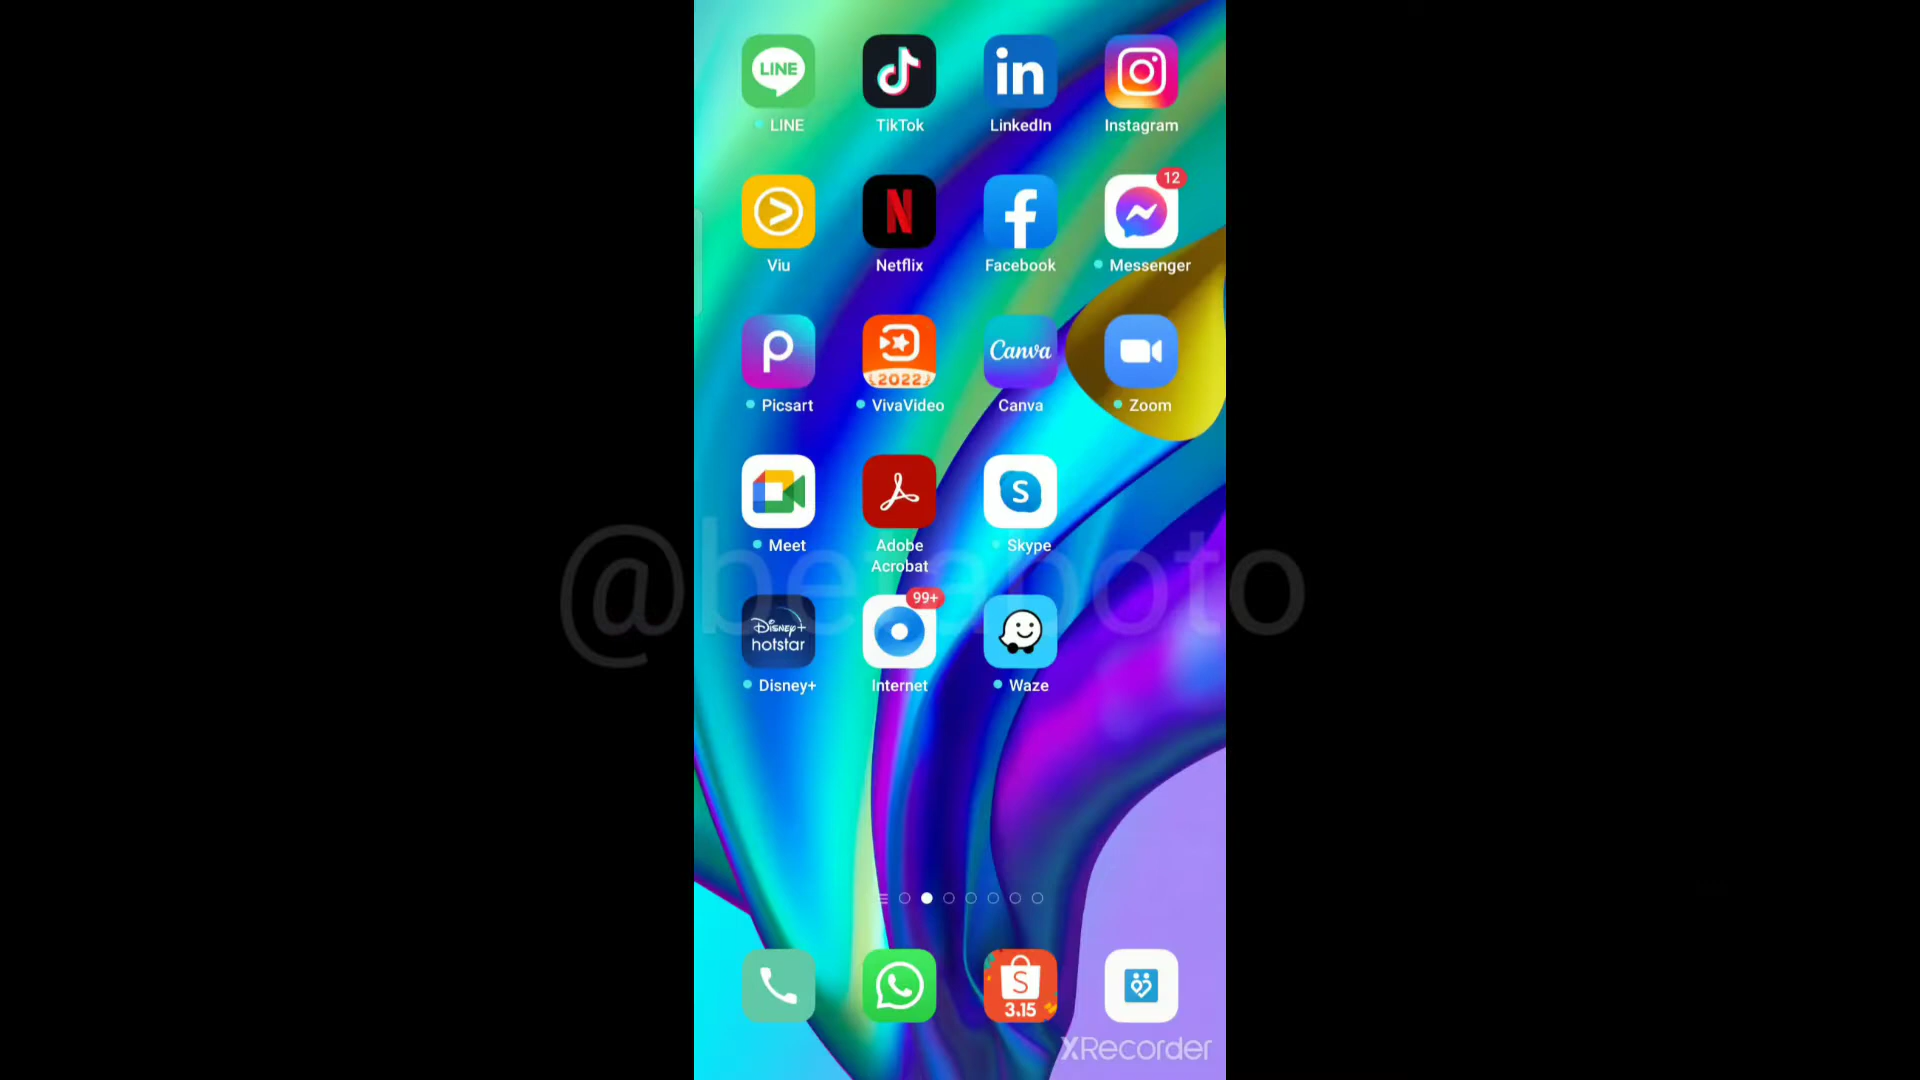 LINE
LINE TikTok LinkedIn Instagram
12
Viu Netflix Facebook Messenger
Canva
2022
Picsart VivaVideo Canva Zoom
Meet Adobe Acrobat Skype
99+
Disney+ hotstar
Disney+ Internet Waze
3.15
XRecorder